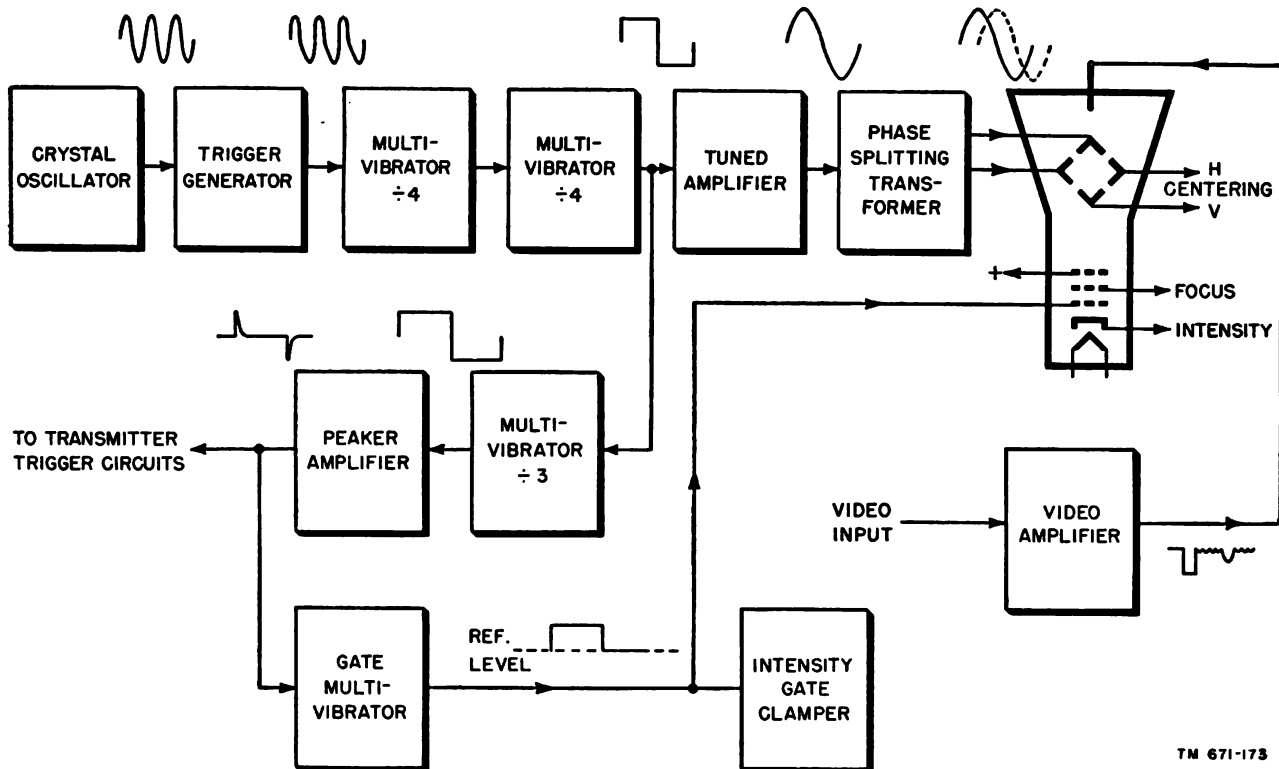 CRYSTAL
OSCILLATOR
TRIGGER
GENERATOR
MULTI-
VIBRATOR
÷4
MULTI-
VIBRATOR
÷4
TUNED
AMPLIFIER
PHASE
SPLITTING
TRANS-
FORMER
H
CENTERING
V
+
FOCUS
INTENSITY
TO TRANSMITTER
TRIGGER CIRCUITS
PEAKER
AMPLIFIER
MULTI-
VIBRATOR
÷3
VIDEO
INPUT
VIDEO
AMPLIFIER
GATE
MULTI-
VIBRATOR
REF.
LEVEL
INTENSITY
GATE
CLAMPER
TM 671-173